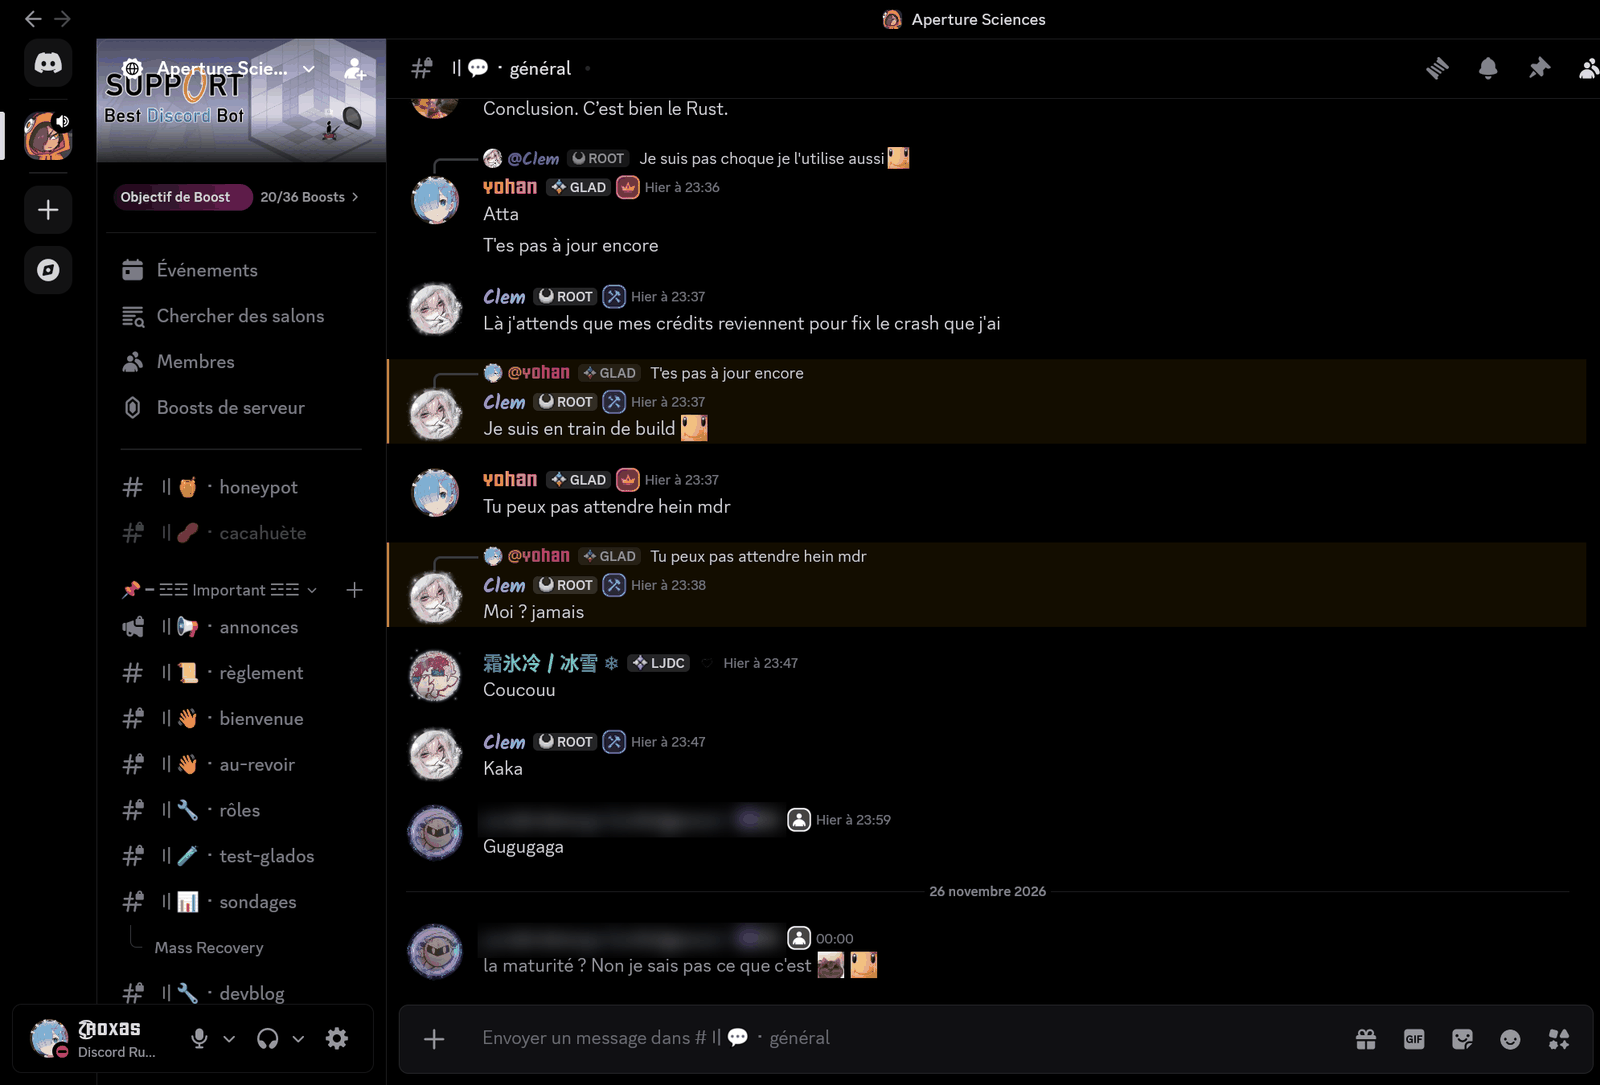 Aperture Sciences
Aperture Scie...
SUPPORT
Best Discord Bot
Objectif de Boost
20/36 Boosts
Événements
Chercher des salons
Membres
Boosts de serveur
honeypot
cacahuète
Important
annonces
règlement
bienvenue
au-revoir
rôles
test-glados
sondages
Mass Recovery
devblog
Discord Ru...
général
Conclusion. C’est bien le Rust.
@Clem ROOT Je suis pas choque je l'utilise aussi
yohan GLAD Hier à 23:36
Atta
T'es pas à jour encore
Clem ROOT Hier à 23:37
Là j'attends que mes crédits reviennent pour fix le crash que j'ai
@yohan GLAD T'es pas à jour encore
Clem ROOT Hier à 23:37
Je suis en train de build
yohan GLAD Hier à 23:37
Tu peux pas attendre hein mdr
@yohan GLAD Tu peux pas attendre hein mdr
Clem ROOT Hier à 23:38
Moi ? jamais
霜氷冷 / 冰雪 ❄ LJDC Hier à 23:47
Coucouu
Clem ROOT Hier à 23:47
Kaka
Hier à 23:59
Gugugaga
26 novembre 2026
00:00
la maturité ? Non je sais pas ce que c'est
Envoyer un message dans # 💬 · général
GIF